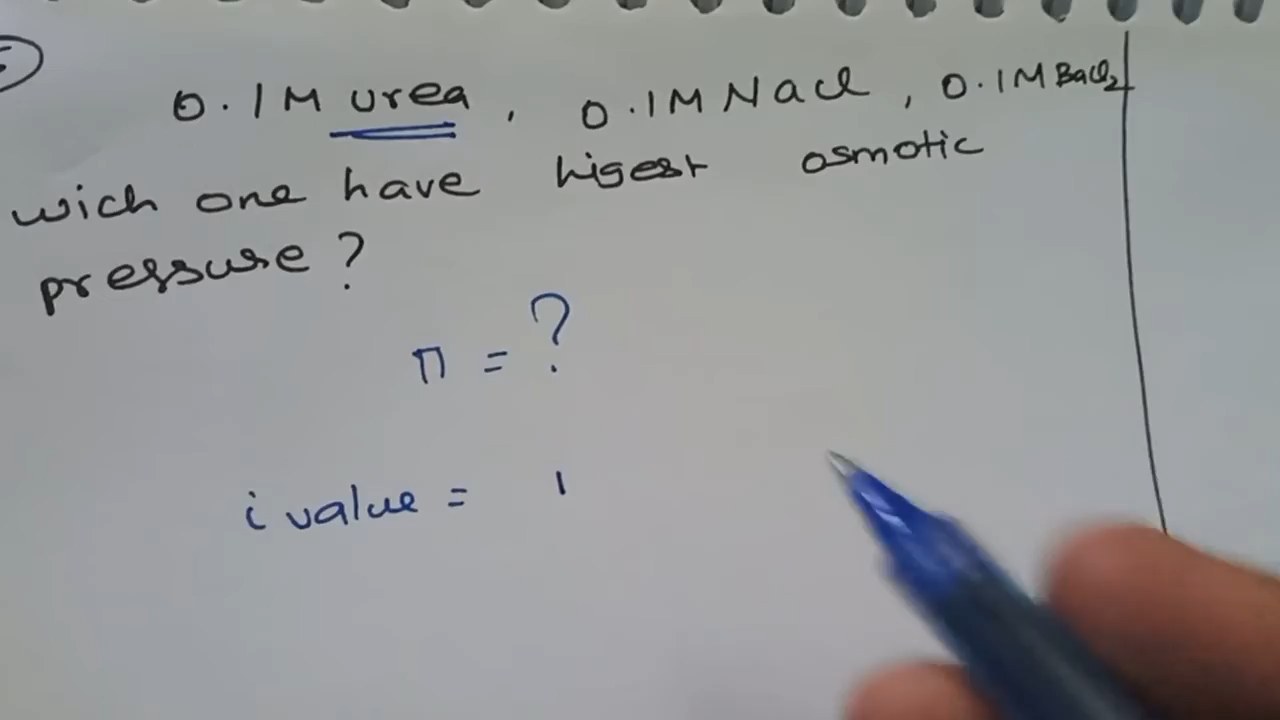 0.1M urea, 0.1M NaCl, 0.1M BaCl2
wich one have higest osmotic
pressure?
π = ?
i value = 1